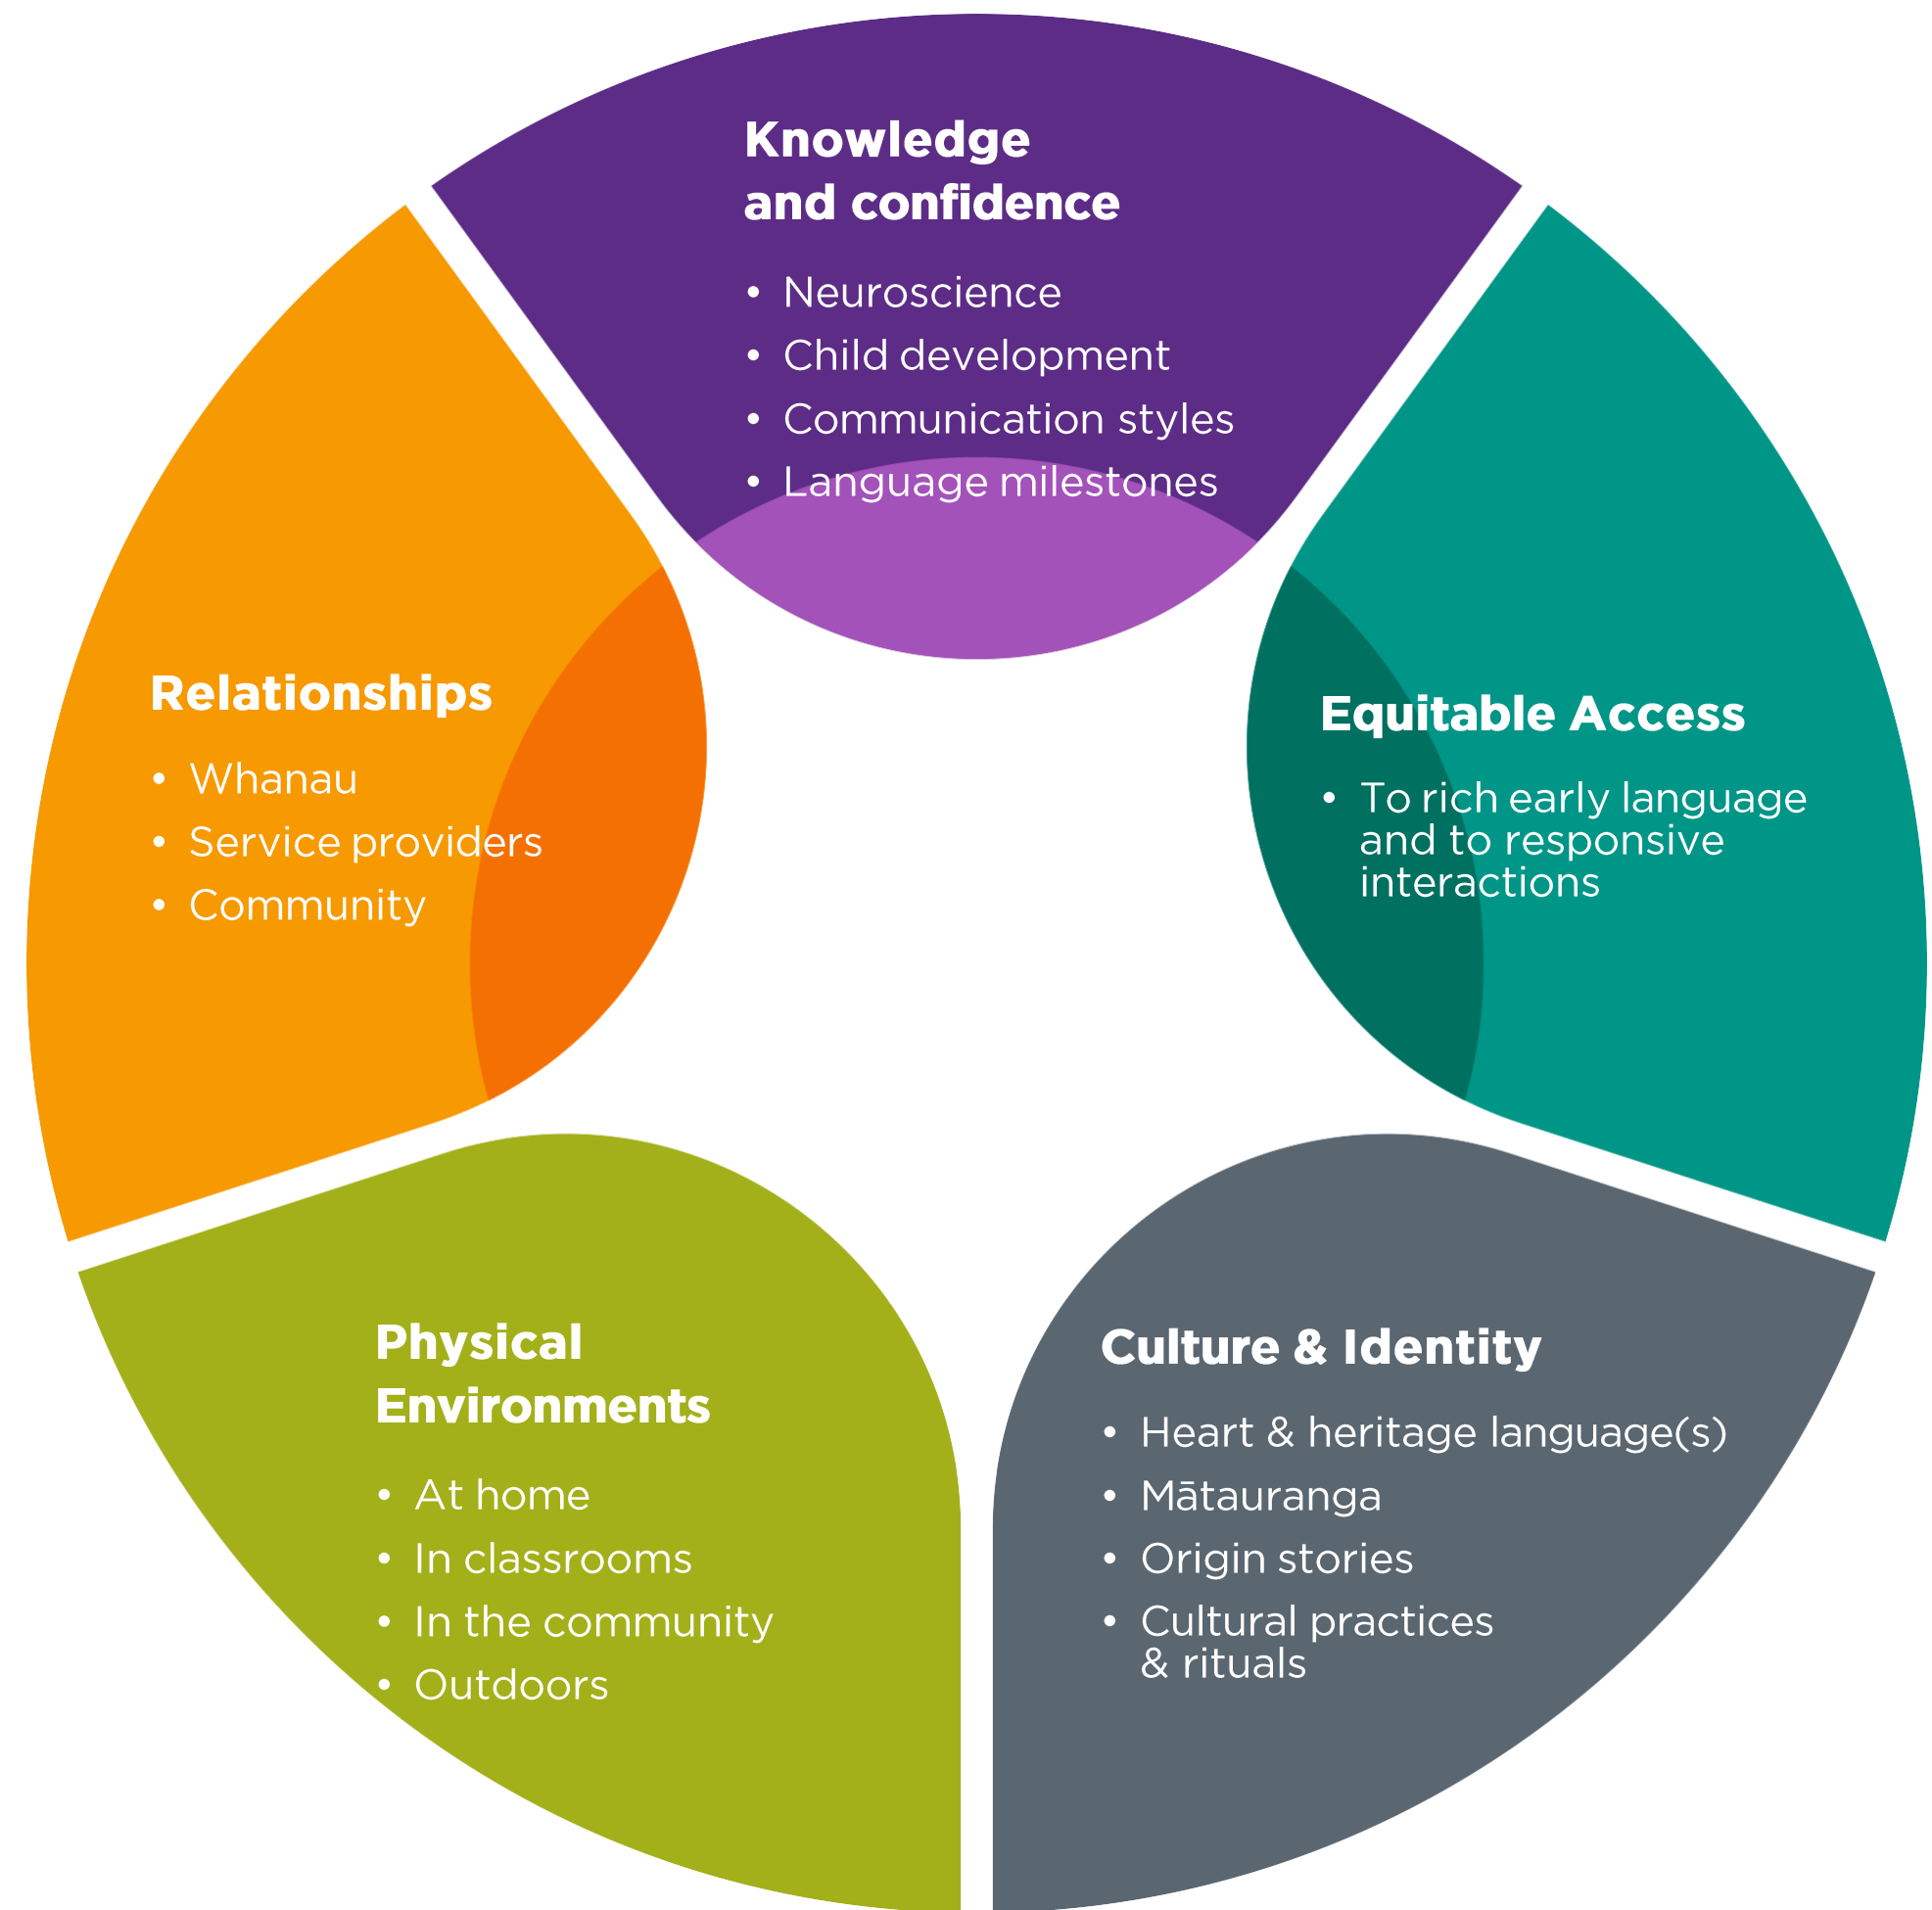 Knowledge
and confidence
• Neuroscience
• Child development
• Communication styles
• Language milestones
Relationships
• Whanau
• Service providers
• Community
Equitable Access
• To rich early language
and to responsive
interactions
Physical
Environments
• At home
• In classrooms
• In the community
• Outdoors
Culture & Identity
• Heart & heritage language(s)
• Mātauranga
• Origin stories
• Cultural practices
& rituals